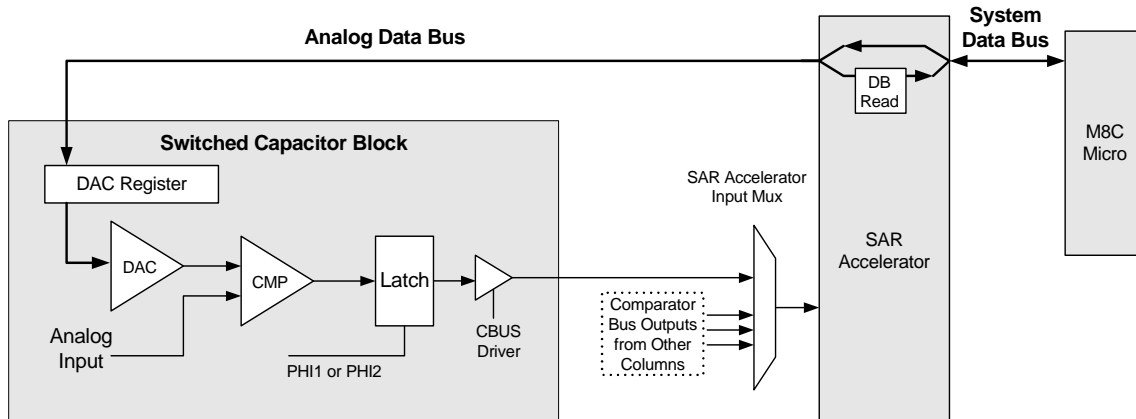 Analog Data Bus
System
Data Bus
DB
Read
M8C
Micro
Switched Capacitor Block
DAC Register
SAR Accelerator
Input Mux
SAR
Accelerator
DAC
CMP
Latch
CBUS
Driver
Analog
Input
PHI1 or PHI2
Comparator
Bus Outputs
from Other
Columns